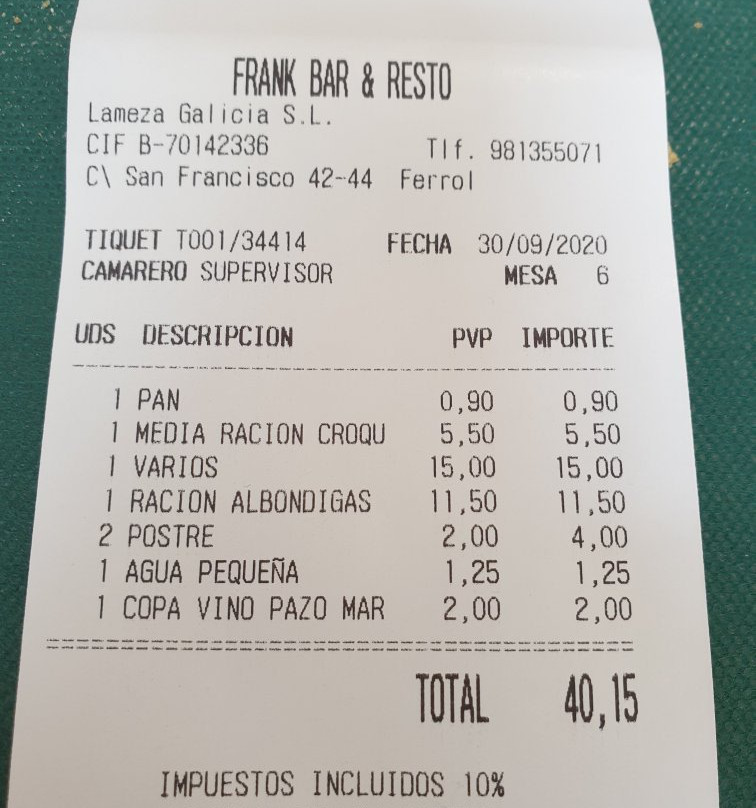 FRANK BAR & RESTO
Lameza Galicia S.L.
CIF B-70142336 Tlf. 981355071
C\ San Francisco 42-44 Ferrol
TIQUET T001/34414 FECHA 30/09/2020
CAMARERO SUPERVISOR MESA 6
UDS DESCRIPCION PVP IMPORTE
1 PAN 0,90 0,90
1 MEDIA RACION CROQU 5,50 5,50
1 VARIOS 15,00 15,00
1 RACION ALBONDIGAS 11,50 11,50
2 POSTRE 2,00 4,00
1 AGUA PEQUEÑA 1,25 1,25
1 COPA VINO PAZO MAR 2,00 2,00
TOTAL 40,15
IMPUESTOS INCLUIDOS 10%